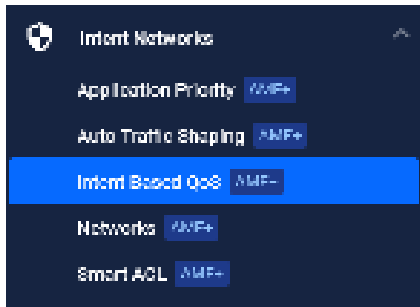 Intent Networks
Application Priority AMF+
Auto Traffic Shaping AMF+
Intent Based QoS AMF+
Networks AMF+
Smart ACL AMF+